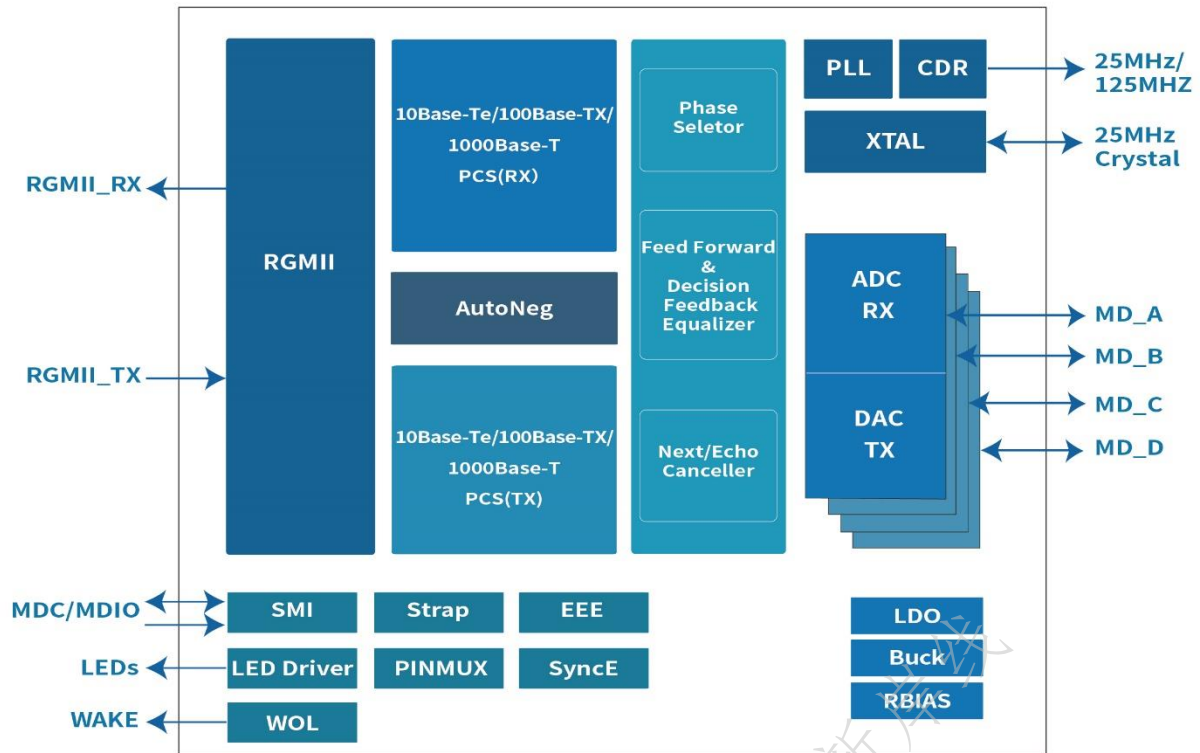 RGMII_RX
RGMII_TX
RGMII
10Base-Te/100Base-TX/
1000Base-T
PCS(RX)
AutoNeg
10Base-Te/100Base-TX/
1000Base-T
PCS(TX)
Phase
Seletor
Feed Forward
&
Decision
Feedback
Equalizer
Next/Echo
Canceller
PLL
CDR
25MHz/
125MHZ
XTAL
25MHz
Crystal
ADC
RX
DAC
TX
MD_A
MD_B
MD_C
MD_D
MDC/MDIO
SMI
Strap
EEE
LEDs
LED Driver
PINMUX
SyncE
WAKE
WOL
LDO
Buck
RBIAS